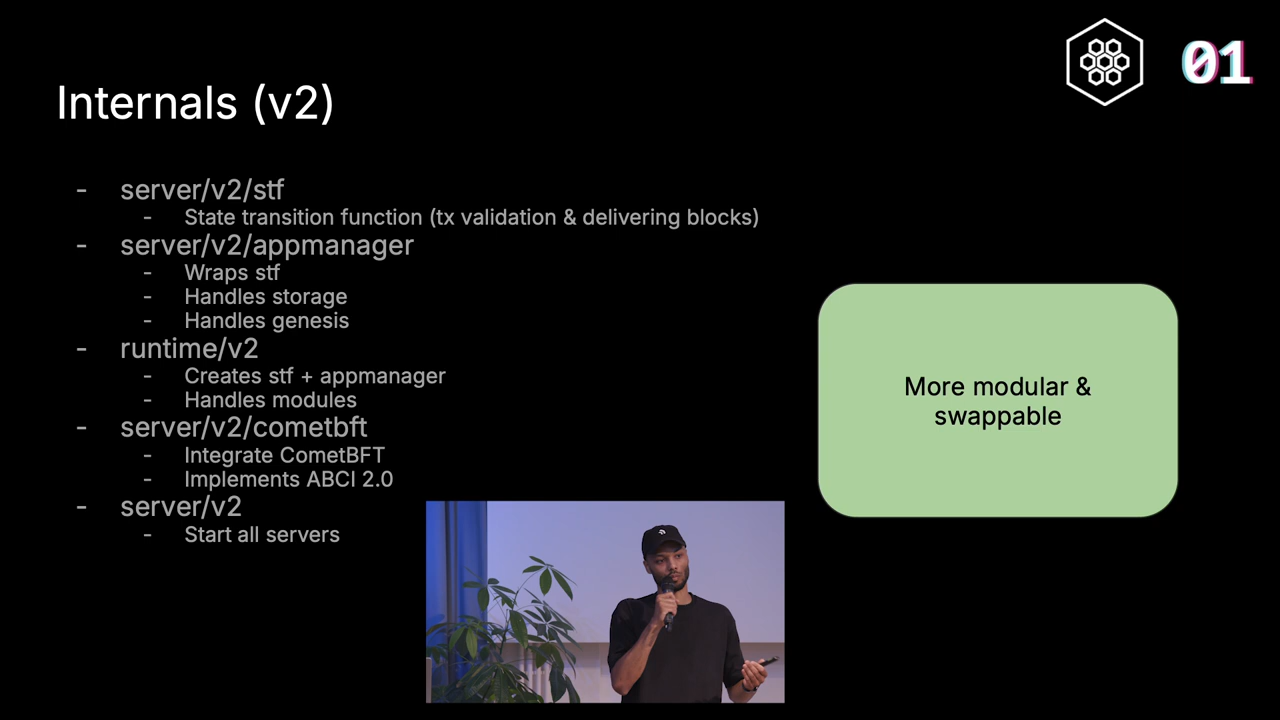 01
Internals (v2)
- server/v2/stf
- State transition function (tx validation & delivering blocks)
- server/v2/appmanager
- Wraps stf
- Handles storage
- Handles genesis
- runtime/v2
- Creates stf + appmanager
- Handles modules
- server/v2/cometbft
- Integrate CometBFT
- Implements ABCI 2.0
- server/v2
- Start all servers
More modular &
swappable